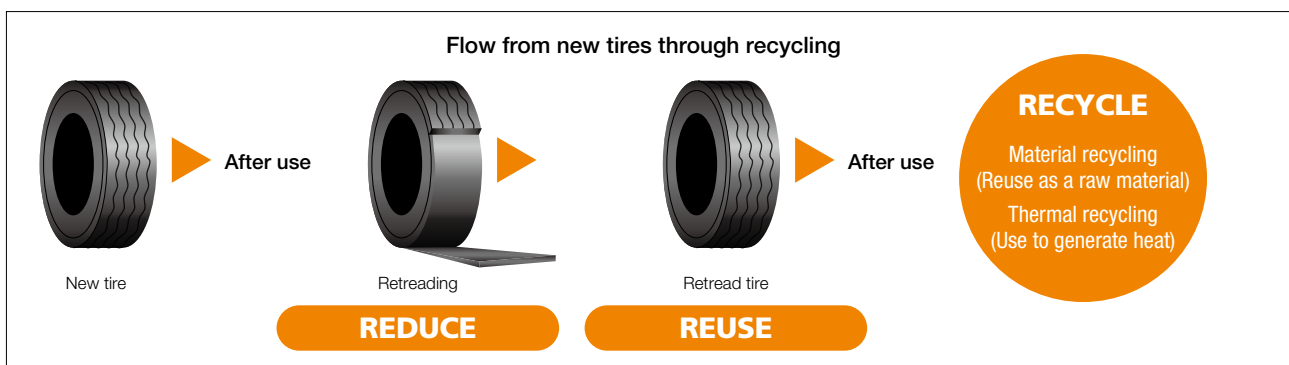 Flow from new tires through recycling
New tire
After use
Retreading
REDUCE
Retread tire
REUSE
After use
RECYCLE
Material recycling
(Reuse as a raw material)
Thermal recycling
(Use to generate heat)